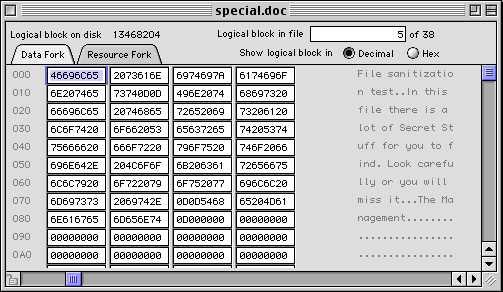 special.doc
Logical block on disk 13468204 Logical block in file 5 of 38
Data Fork Resource Fork Show logical block in Decimal Hex
000 46696C65 2073616E 6974697A 6174696F File sanitizatio
010 6E207465 73740D0D 496E2074 68697320 n test..In this
020 66696C65 20746865 72652069 73206120 file there is a
030 6C6F7420 6F662053 65637265 74205374 lot of Secret St
040 75666620 666F7220 796F7520 746F2066 uff for you to f
050 696E642E 204C6F6F 6B206361 72656675 ind. Look carefu
060 6C6C7920 6F722079 6F752077 696C6C20 lly or you will
070 6D697373 2069742E 0D0D5468 65204D61 miss it...The Ma
080 6E616765 6D656E74 0D000000 00000000 nagement........
090 00000000 00000000 00000000 00000000 ................
0A0 00000000 00000000 00000000 00000000 ................